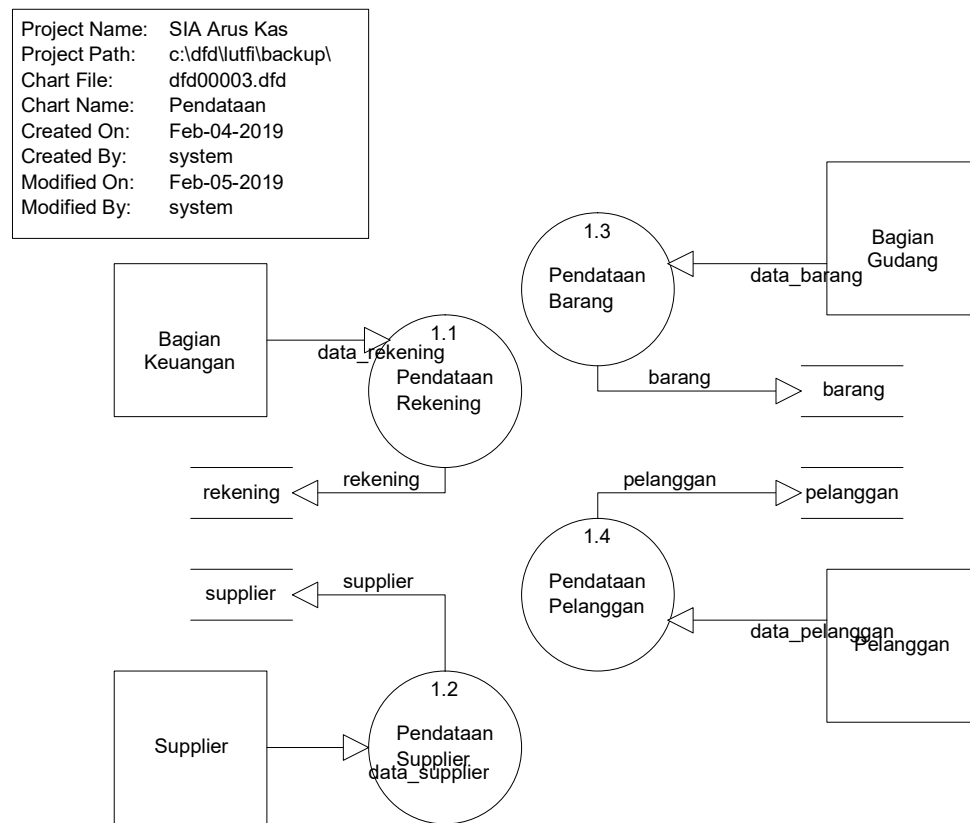 Project Name: SIA Arus Kas
Project Path: c:\dfd\lutfi\backup\
Chart File: dfd00003.dfd
Chart Name: Pendataan
Created On: Feb-04-2019
Created By: system
Modified On: Feb-05-2019
Modified By: system
Bagian
Keuangan
data_rekening
1.1
Pendataan
Rekening
rekening
rekening
1.3
Pendataan
Barang
data_barang
Bagian
Gudang
barang
barang
supplier
supplier
Supplier
1.2
Pendataan
Supplier
data_supplier
pelanggan
pelanggan
1.4
Pendataan
Pelanggan
data_pelanggan
Pelanggan